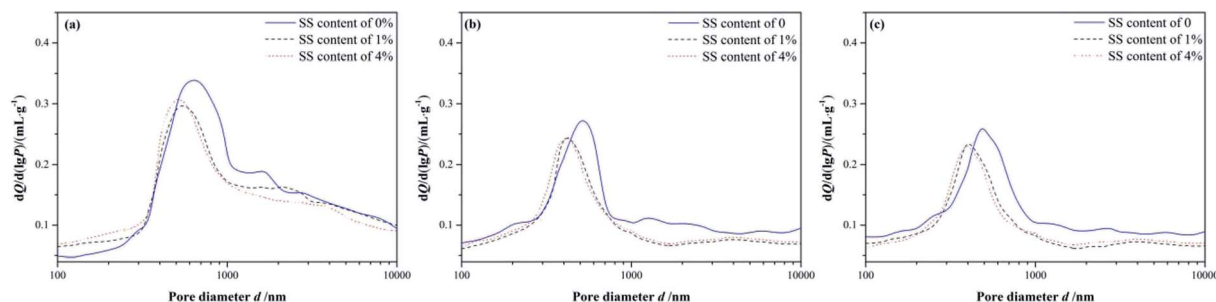 (a)
SS content of 0%
SS content of 1%
SS content of 4%
0.4
0.3
0.2
0.1
dQ/d(lgP)/(mL·g⁻¹)
100
1000
10000
Pore diameter d /nm
(b)
SS content of 0
SS content of 1%
SS content of 4%
0.4
0.3
0.2
0.1
dQ/d(lgP)/(mL·g⁻¹)
100
1000
10000
Pore diameter d /nm
(c)
SS content of 0
SS content of 1%
SS content of 4%
0.4
0.3
0.2
0.1
dQ/d(lgP)/(mL·g⁻¹)
100
1000
10000
Pore diameter d /nm